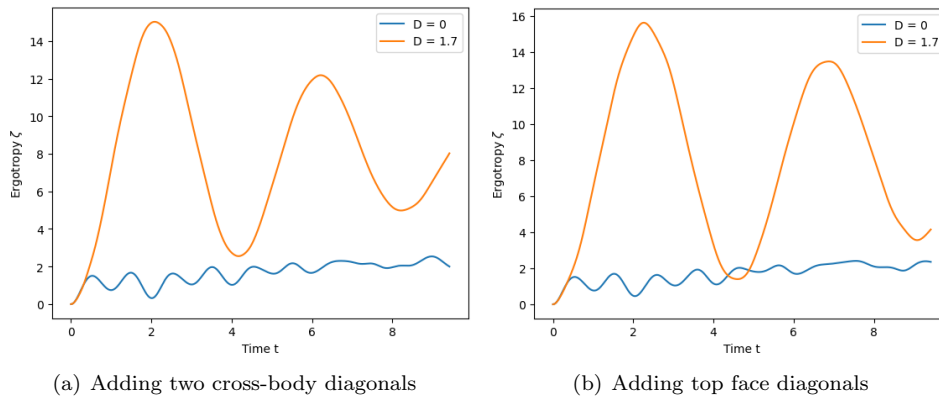 D = 0
D = 1.7
14
12
10
8
6
4
2
0
Ergotropy ζ
0 2 4 6 8
Time t
(a) Adding two cross-body diagonals
D = 0
D = 1.7
16
14
12
10
8
6
4
2
0
Ergotropy ζ
0 2 4 6 8
Time t
(b) Adding top face diagonals